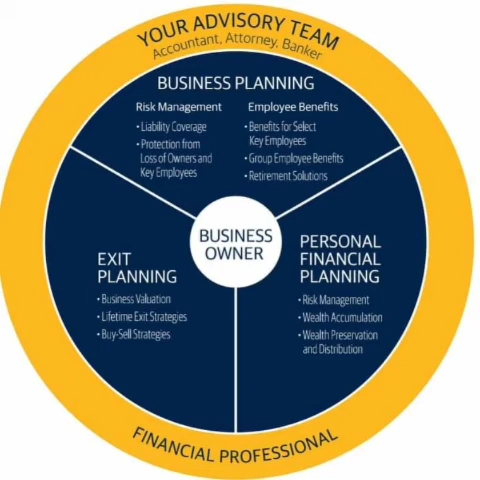 YOUR ADVISORY TEAM
Accountant, Attorney, Banker
BUSINESS PLANNING
Risk Management
• Liability Coverage
• Protection from
Loss of Owners and
Key Employees
Employee Benefits
• Benefits for Select
Key Employees
• Group Employee Benefits
• Retirement Solutions
BUSINESS
OWNER
EXIT
PLANNING
• Business Valuation
• Lifetime Exit Strategies
• Buy-Sell Strategies
PERSONAL
FINANCIAL
PLANNING
• Risk Management
• Wealth Accumulation
• Wealth Preservation
and Distribution
FINANCIAL PROFESSIONAL